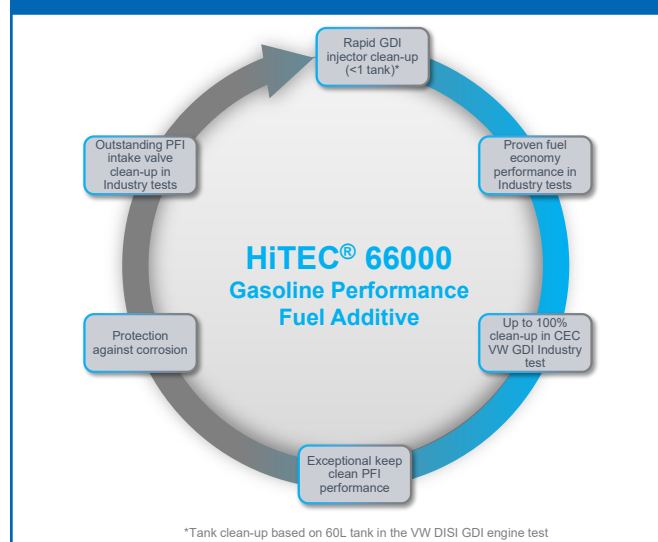 Rapid GDI
injector clean-up
(<1 tank)*
Proven fuel
economy
performance in
Industry tests
Up to 100%
clean-up in CEC
VW GDI Industry
test
Exceptional keep
clean PFI
performance
Protection
against corrosion
Outstanding PFI
intake valve
clean-up in
Industry tests
HiTEC® 66000
Gasoline Performance
Fuel Additive
*Tank clean-up based on 60L tank in the VW DISI GDI engine test